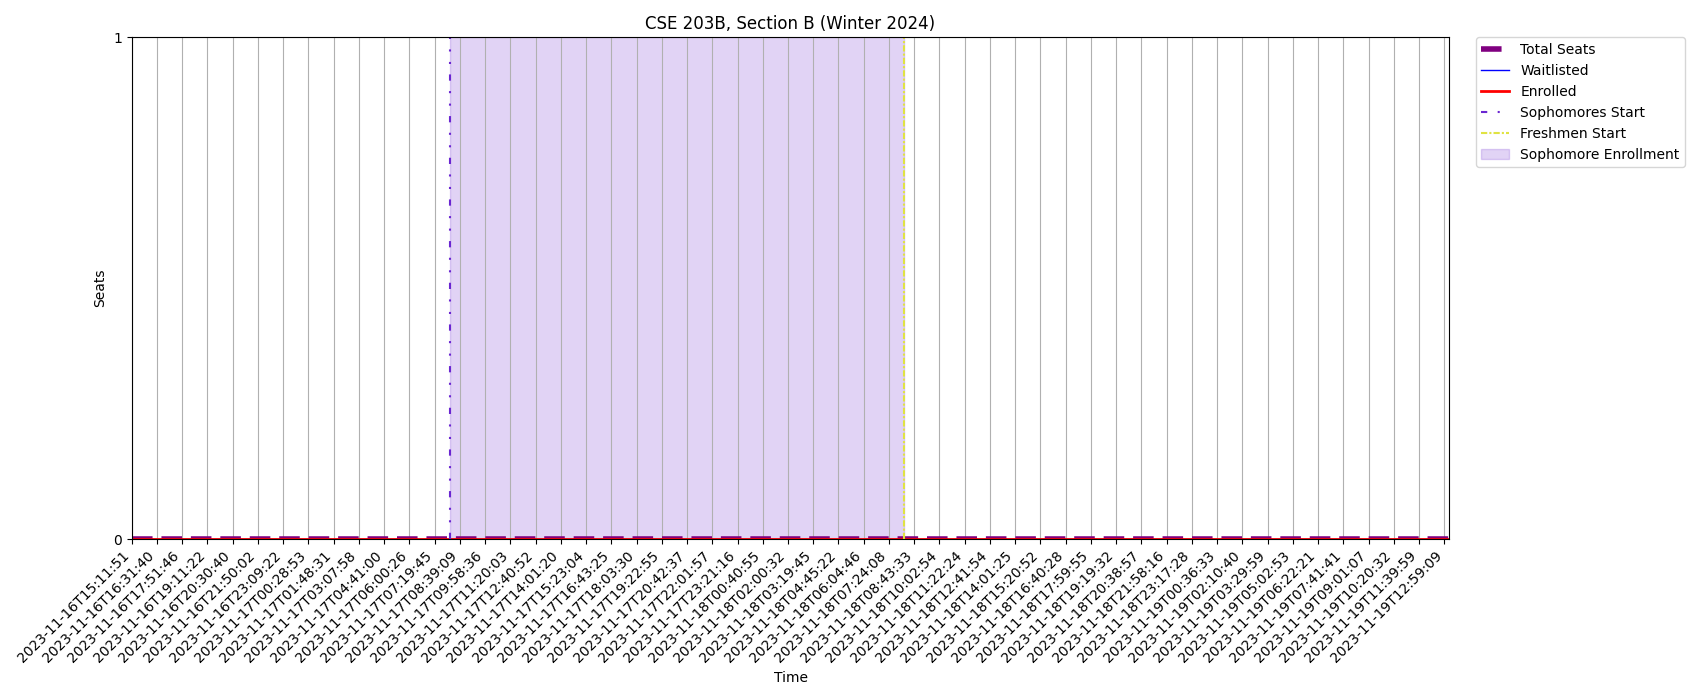 CSE 203B, Section B (Winter 2024)
1
0
Seats
2023-11-16T15:11:51
2023-11-16T16:31:40
2023-11-16T17:51:46
2023-11-16T19:11:22
2023-11-16T20:30:40
2023-11-16T21:50:02
2023-11-16T23:09:22
2023-11-17T00:28:53
2023-11-17T01:48:31
2023-11-17T03:07:58
2023-11-17T04:41:00
2023-11-17T06:00:26
2023-11-17T07:19:45
2023-11-17T08:39:09
2023-11-17T09:58:36
2023-11-17T11:20:03
2023-11-17T12:40:52
2023-11-17T14:01:20
2023-11-17T15:23:04
2023-11-17T16:43:25
2023-11-17T18:03:30
2023-11-17T19:22:55
2023-11-17T20:42:37
2023-11-17T22:01:57
2023-11-17T23:21:16
2023-11-18T00:40:55
2023-11-18T02:00:32
2023-11-18T03:19:45
2023-11-18T04:45:22
2023-11-18T06:04:46
2023-11-18T07:24:08
2023-11-18T08:43:33
2023-11-18T10:02:54
2023-11-18T11:22:24
2023-11-18T12:41:54
2023-11-18T14:01:25
2023-11-18T15:20:52
2023-11-18T16:40:28
2023-11-18T17:59:55
2023-11-18T19:19:32
2023-11-18T20:38:57
2023-11-18T21:58:16
2023-11-18T23:17:28
2023-11-19T00:36:33
2023-11-19T02:10:40
2023-11-19T03:29:59
2023-11-19T05:02:53
2023-11-19T06:22:21
2023-11-19T07:41:41
2023-11-19T09:01:07
2023-11-19T10:20:32
2023-11-19T11:39:59
2023-11-19T12:59:09
Time
Total Seats
Waitlisted
Enrolled
Sophomores Start
Freshmen Start
Sophomore Enrollment